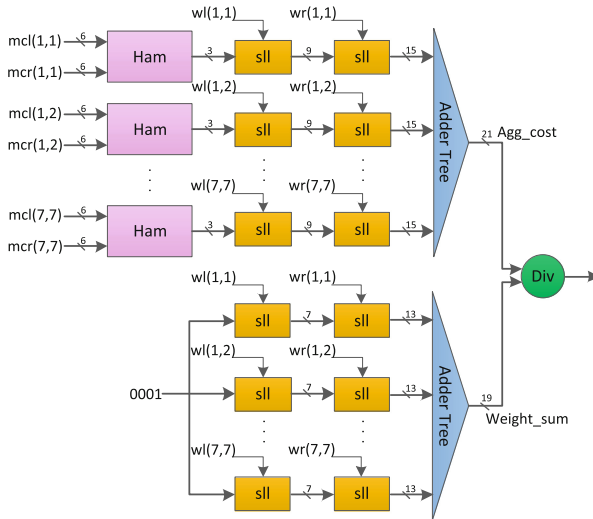 wl(1,1) wr(1,1)
mcl(1,1) 6 Ham 3 sll 9 sll 15
mcr(1,1) 6
wl(1,2) wr(1,2)
mcl(1,2) 6 Ham 3 sll 9 sll 15
mcr(1,2) 6
Adder Tree
21 Agg_cost
wl(7,7) wr(7,7)
mcl(7,7) 6 Ham 3 sll 9 sll 15
mcr(7,7) 6
Div
wl(1,1) wr(1,1)
sll 7 sll 13
wl(1,2) wr(1,2)
0001 sll 7 sll 13
Adder Tree
19
Weight_sum
wl(7,7) wr(7,7)
sll 7 sll 13